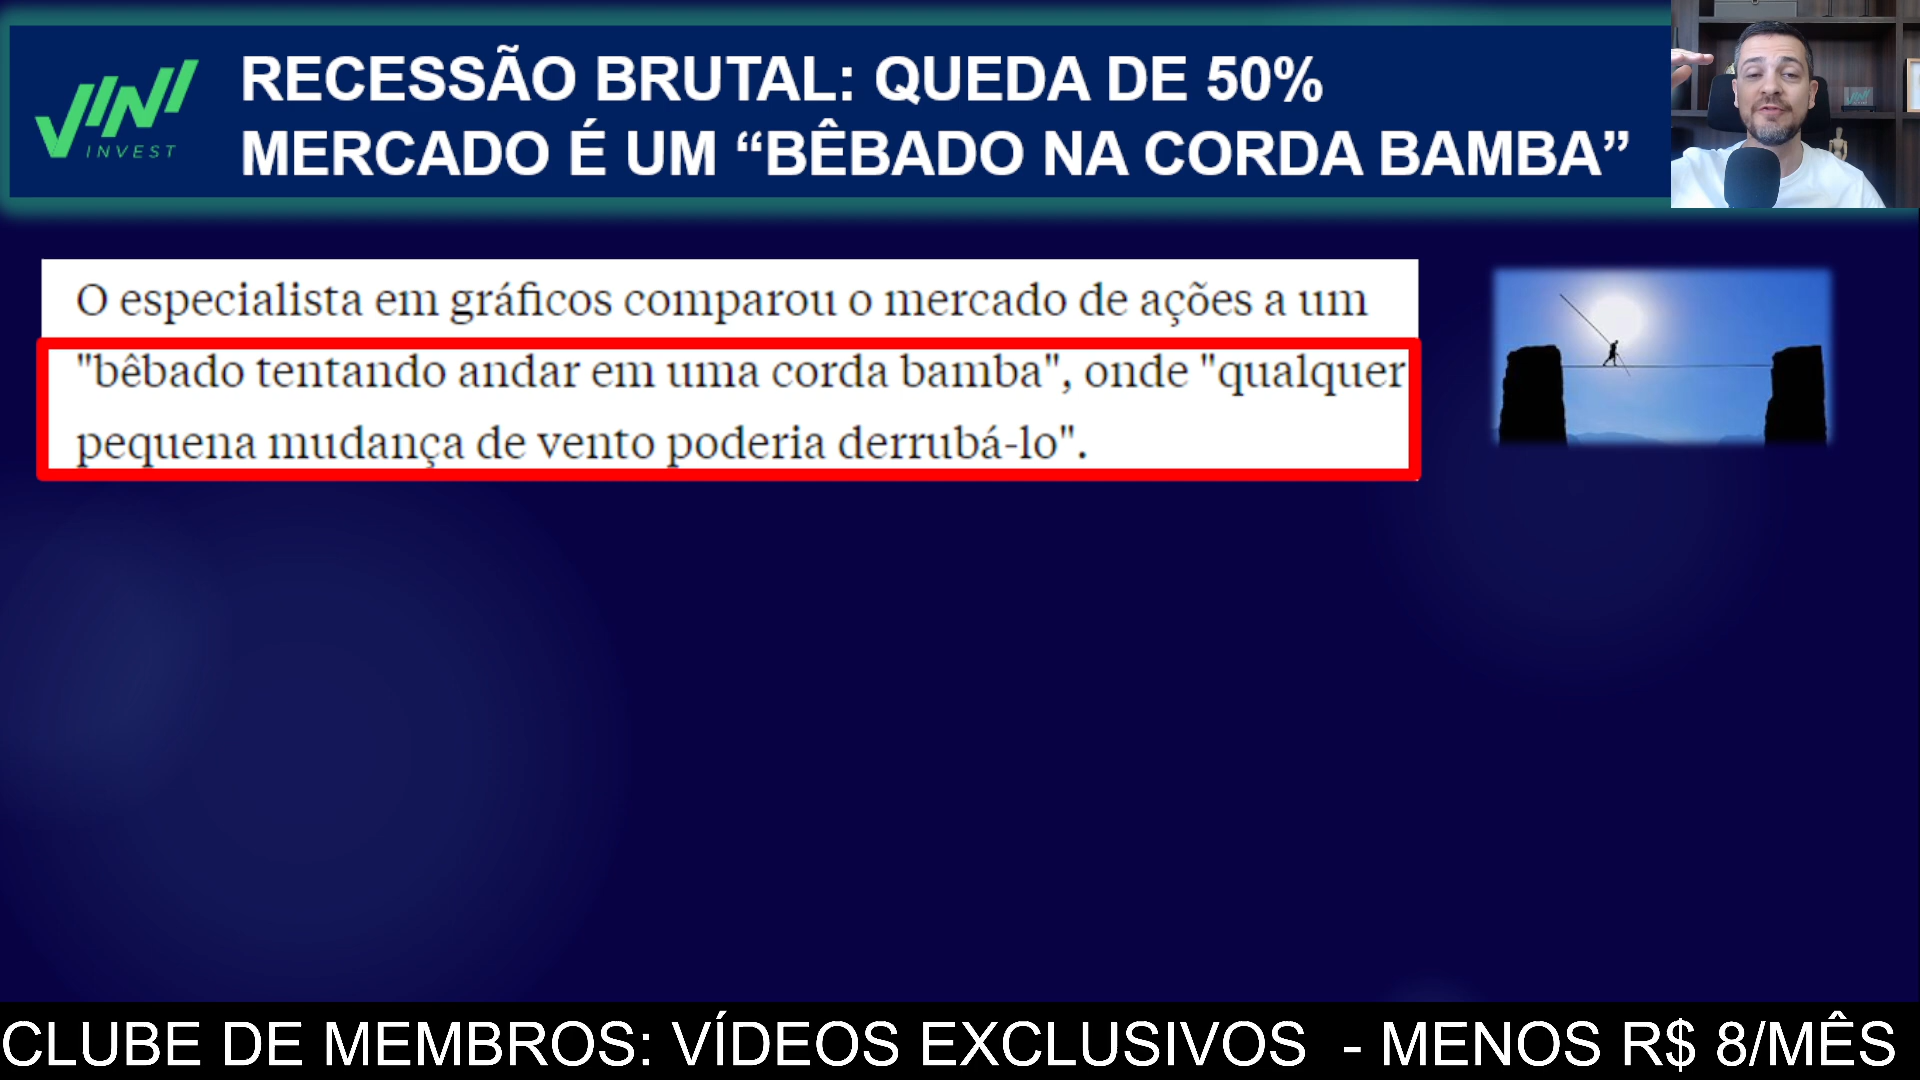 VINI
INVEST
RECESSÃO BRUTAL: QUEDA DE 50%
MERCADO É UM “BÊBADO NA CORDA BAMBA”
O especialista em gráficos comparou o mercado de ações a um
"bêbado tentando andar em uma corda bamba", onde "qualquer
pequena mudança de vento poderia derrubá-lo".
CLUBE DE MEMBROS: VÍDEOS EXCLUSIVOS - MENOS R$ 8/MÊS